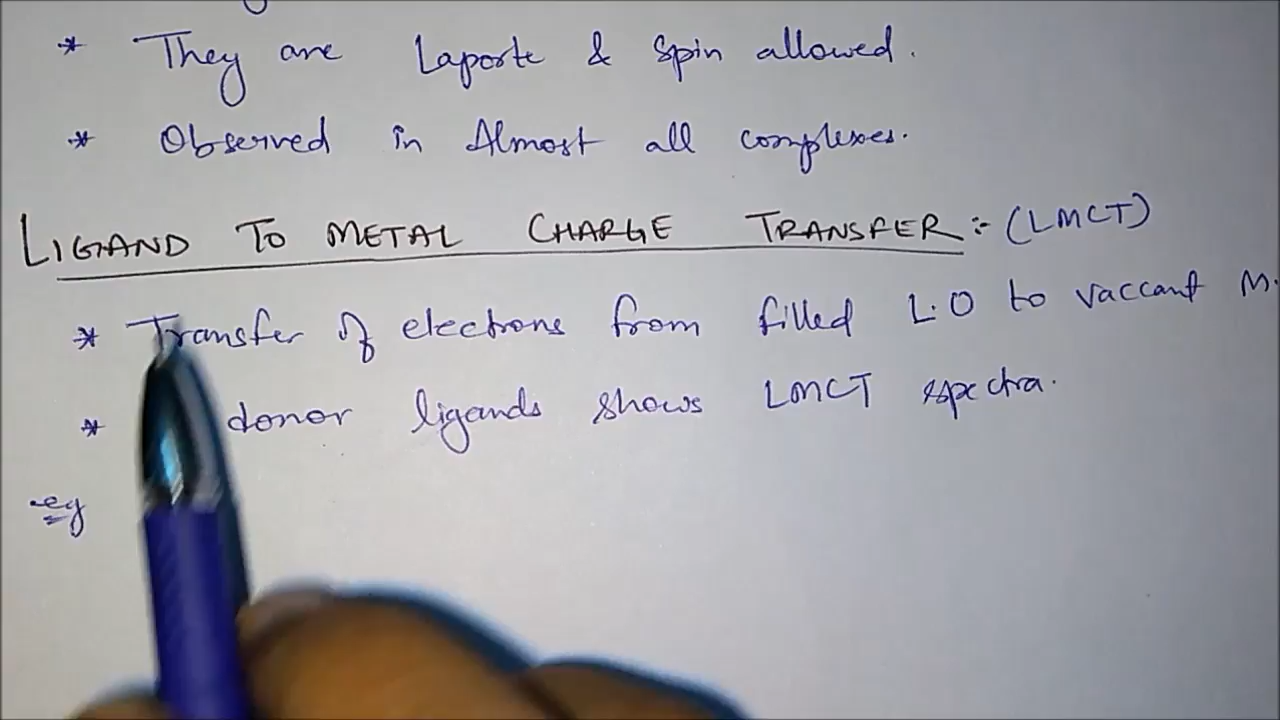 * They are Laporte & spin allowed.
* Observed in Almost all complexes.
LIGAND TO METAL CHARGE TRANSFER :- (LMCT)
* Transfer of electrons from filled L.O to vaccant M.
* donor ligands shows LMCT spectra.
eg